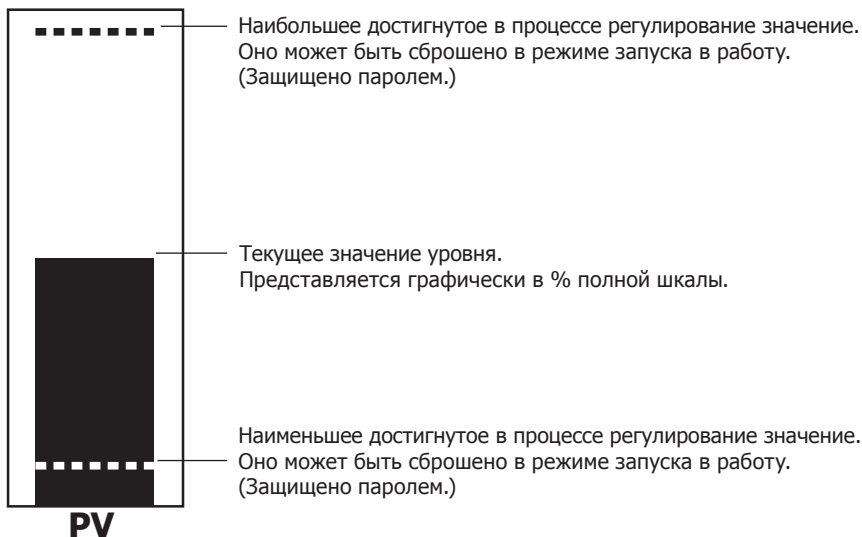 Наибольшее достигнутое в процессе регулирование значение.
Оно может быть сброшено в режиме запуска в работу.
(Защищено паролем.)
Текущее значение уровня.
Представляется графически в % полной шкалы.
Наименьшее достигнутое в процессе регулирование значение.
Оно может быть сброшено в режиме запуска в работу.
(Защищено паролем.)
PV